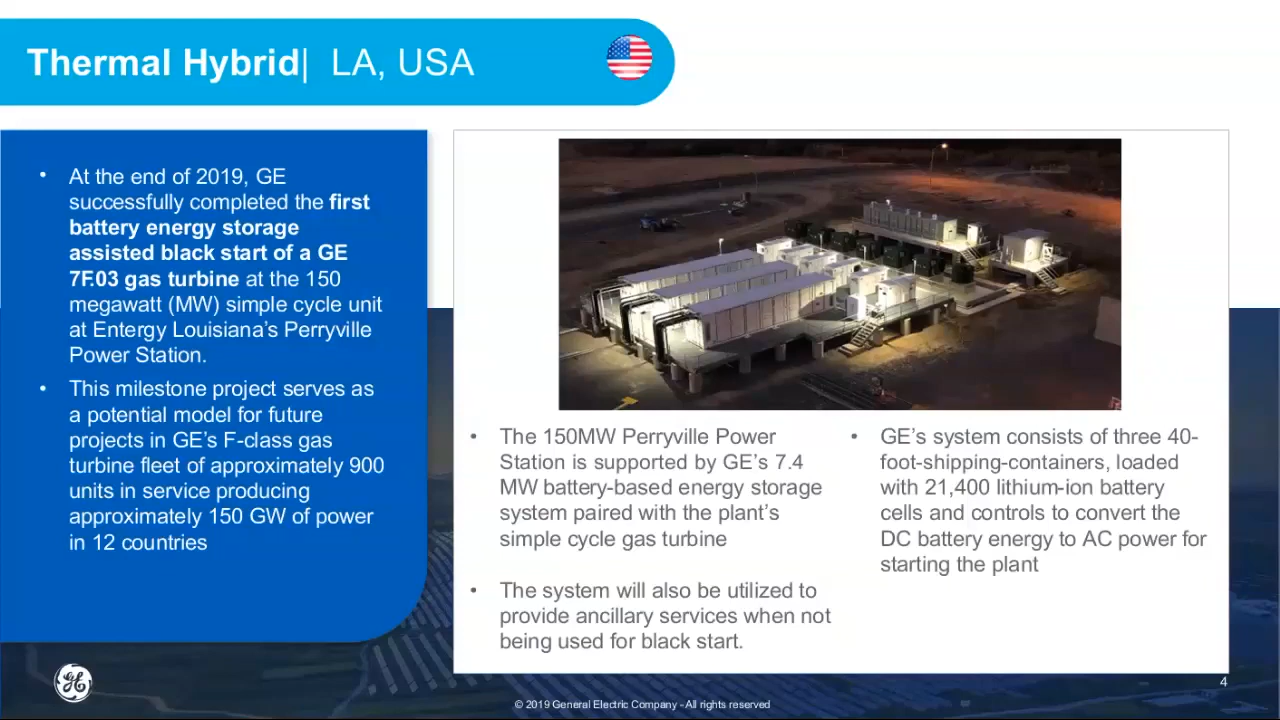 Thermal Hybrid| LA, USA
• At the end of 2019, GE
successfully completed the first
battery energy storage
assisted black start of a GE
7F.03 gas turbine at the 150
megawatt (MW) simple cycle unit
at Entergy Louisiana's Perryville
Power Station.
• This milestone project serves as
a potential model for future
projects in GE's F-class gas
turbine fleet of approximately 900
units in service producing
approximately 150 GW of power
in 12 countries
• The 150MW Perryville Power
Station is supported by GE's 7.4
MW battery-based energy storage
system paired with the plant's
simple cycle gas turbine
• The system will also be utilized to
provide ancillary services when not
being used for black start.
• GE's system consists of three 40-
foot-shipping-containers, loaded
with 21,400 lithium-ion battery
cells and controls to convert the
DC battery energy to AC power for
starting the plant
GE
4
© 2019 General Electric Company - All rights reserved